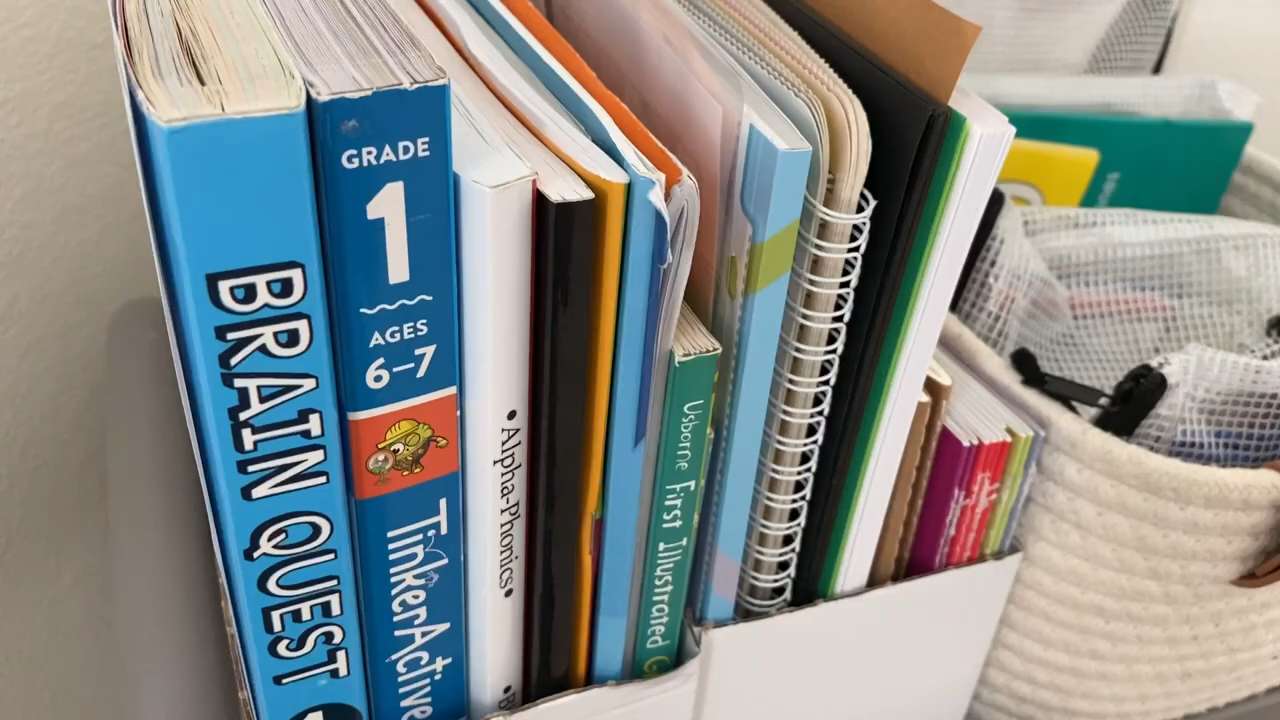 BRAIN QUEST
GRADE
1
AGES
6–7
TinkerActive
•Alpha-Phonics•
Usborne First Illustrated